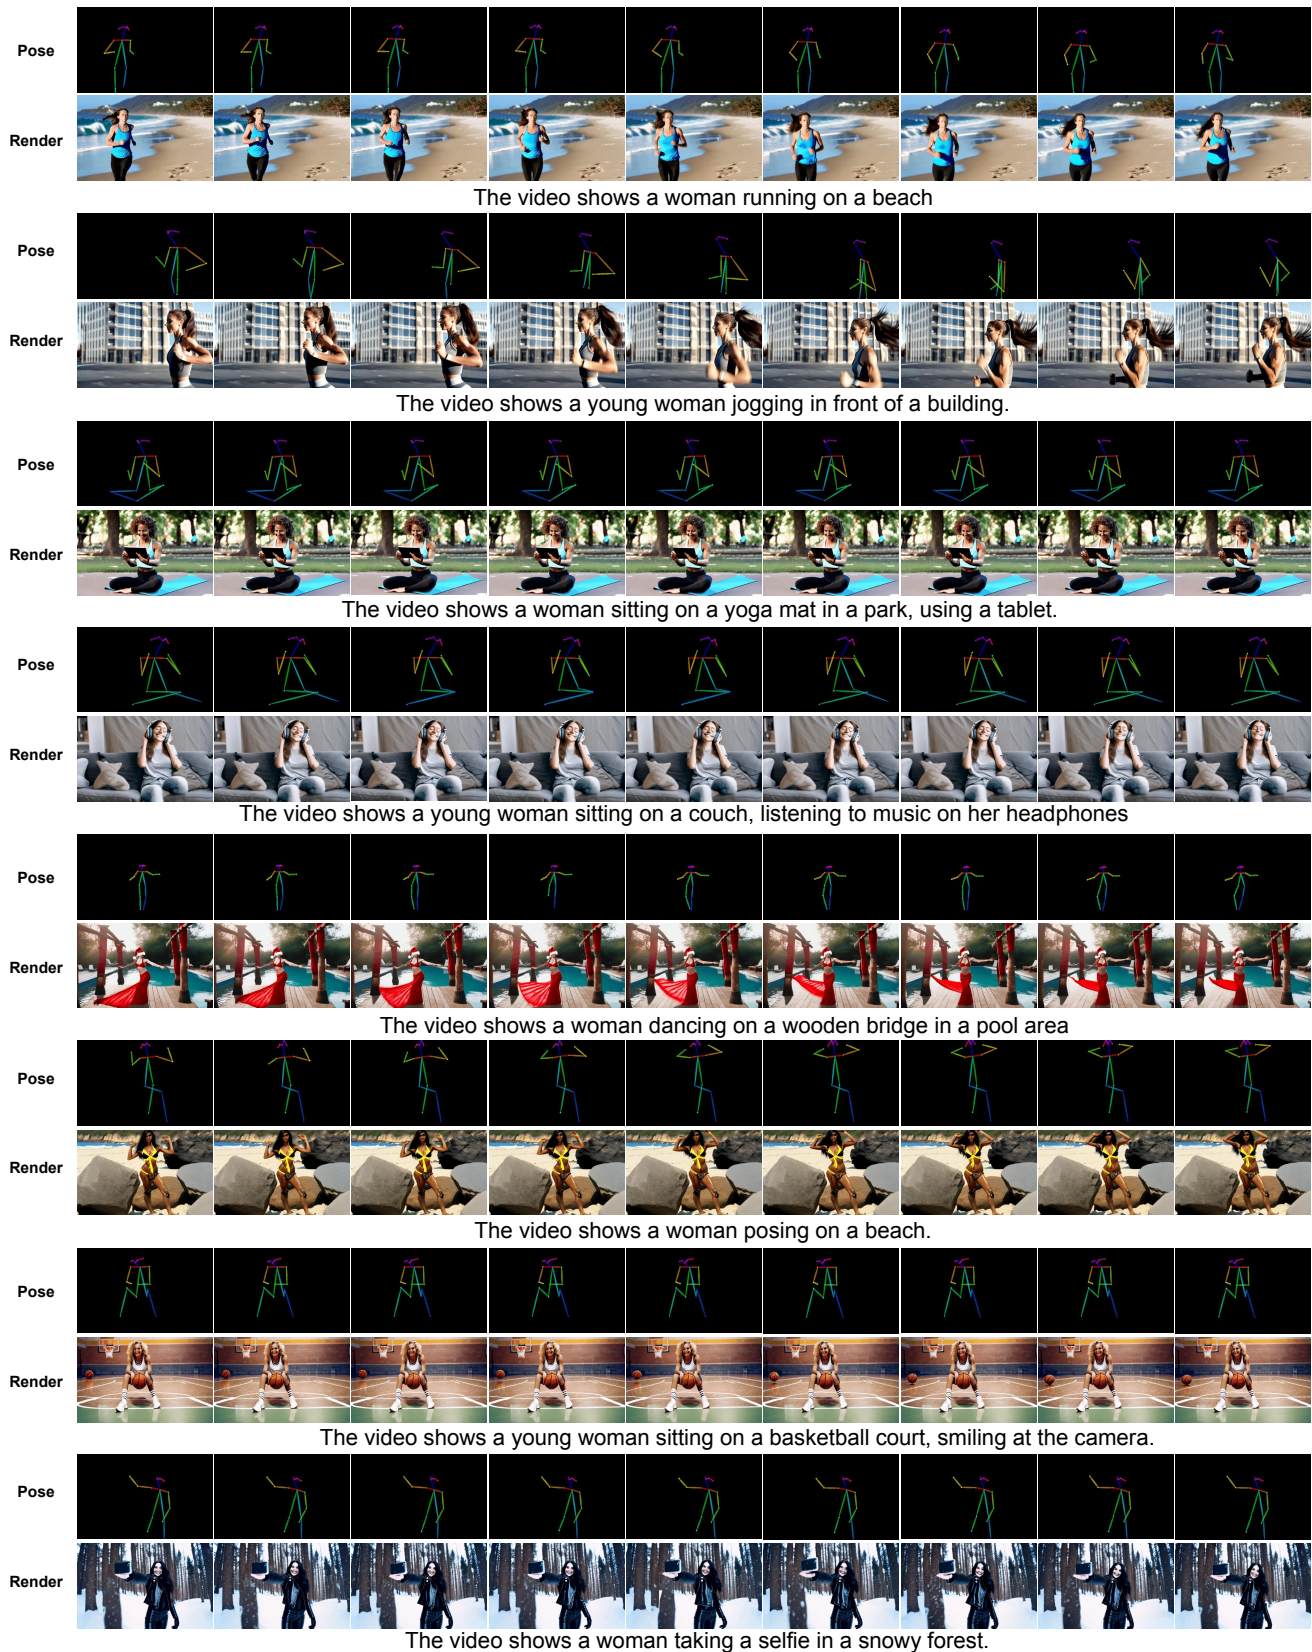 Pose
Render
The video shows a woman running on a beach
Pose
Render
The video shows a young woman jogging in front of a building.
Pose
Render
The video shows a woman sitting on a yoga mat in a park, using a tablet.
Pose
Render
The video shows a young woman sitting on a couch, listening to music on her headphones
Pose
Render
The video shows a woman dancing on a wooden bridge in a pool area
Pose
Render
The video shows a woman posing on a beach.
Pose
Render
The video shows a young woman sitting on a basketball court, smiling at the camera.
Pose
Render
The video shows a woman taking a selfie in a snowy forest.